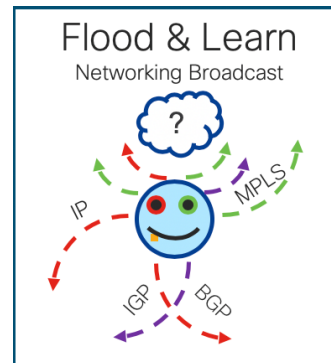 Flood & Learn
Networking Broadcast
?
MPLS
IP
IGP
BGP